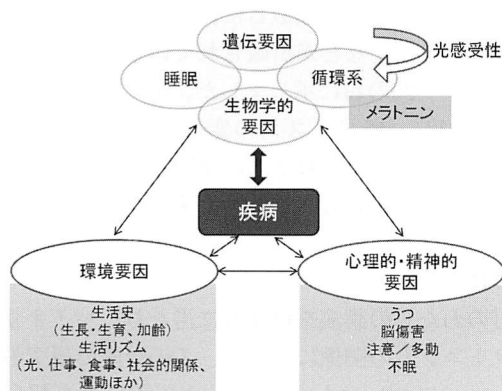 遺伝要因
光感受性
睡眠
循環系
生物学的
要因
メラトニン
疾病
環境要因
心理的・精神的
要因
生活史
(生長・生育、加齢)
生活リズム
(光、仕事、食事、社会的関係、
運動ほか)
うつ
脳傷害
注意/多動
不眠